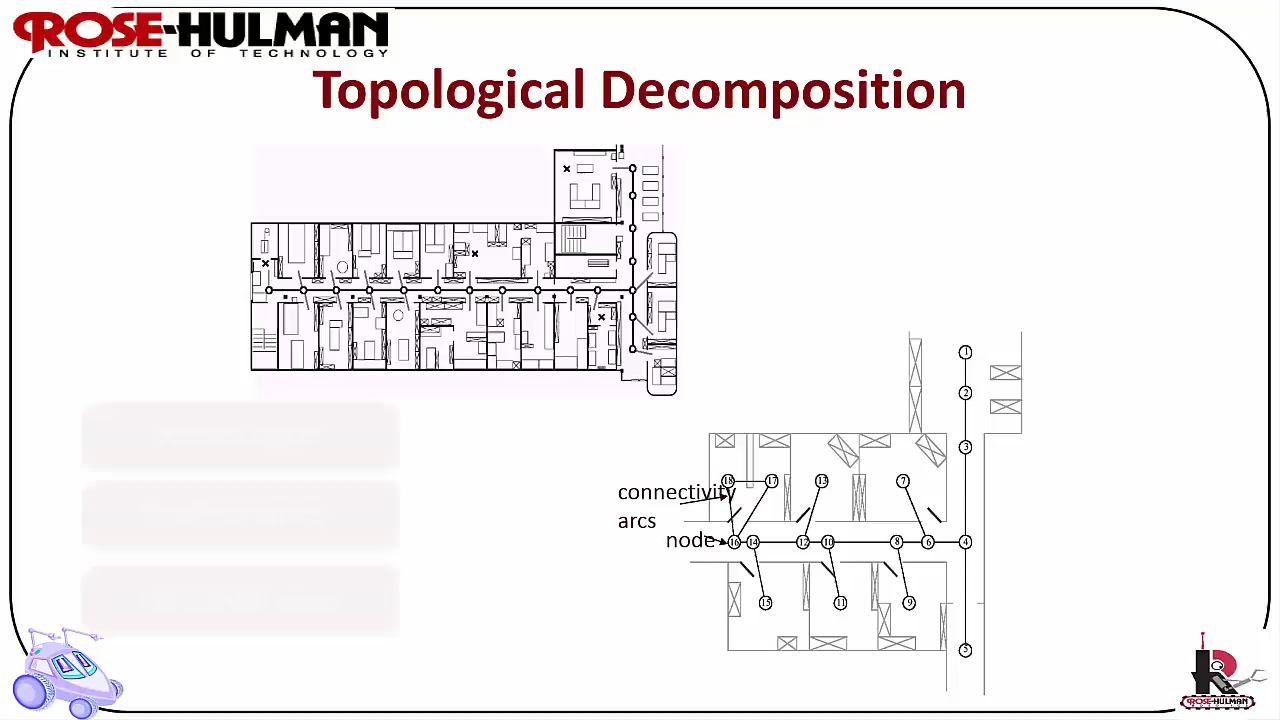 ROSE-HULMAN
INSTITUTE OF TECHNOLOGY
Topological Decomposition
1
2
3
18
17
13
7
connectivity
arcs
node
16
14
12
10
8
6
4
15
11
9
5
ROSE-HULMAN